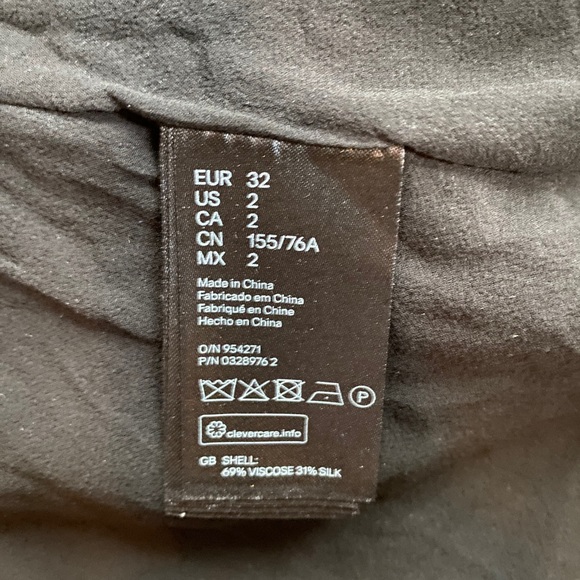 EUR 32
US 2
CA 2
CN 155/76A
MX 2
Made in China
Fabricado em China
Fabriqué en Chine
Hecho en China
O/N 954271
P/N 0328976 2
P
clevercare.info
GB SHELL:
69% VISCOSE 31% SILK